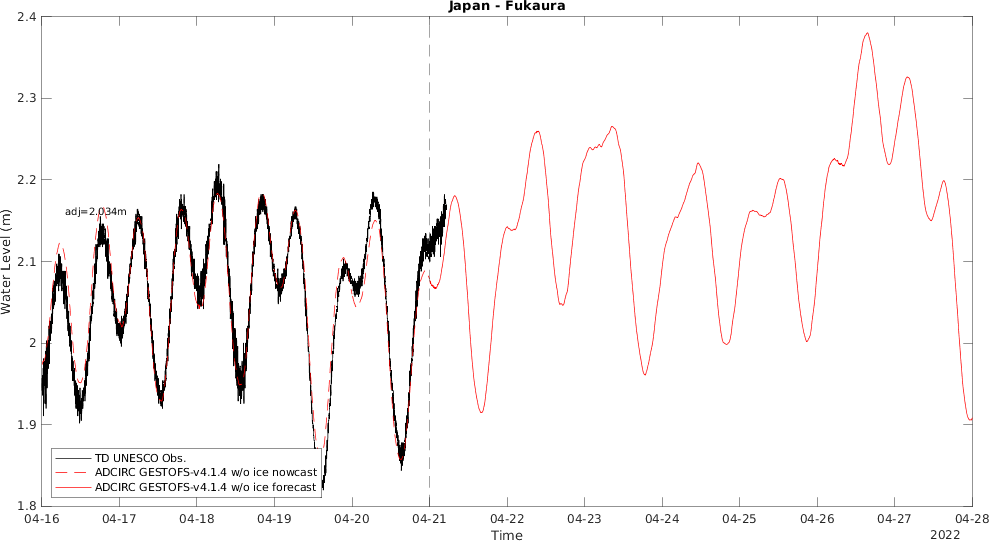 Japan - Fukaura
2.4
2.3
2.2
2.1
2
1.9
1.8
Water Level (m)
adj=2.034m
TD UNESCO Obs.
ADCIRC GESTOFS-v4.1.4 w/o ice nowcast
ADCIRC GESTOFS-v4.1.4 w/o ice forecast
04-16 04-17 04-18 04-19 04-20 04-21 04-22 04-23 04-24 04-25 04-26 04-27 04-28
Time
2022